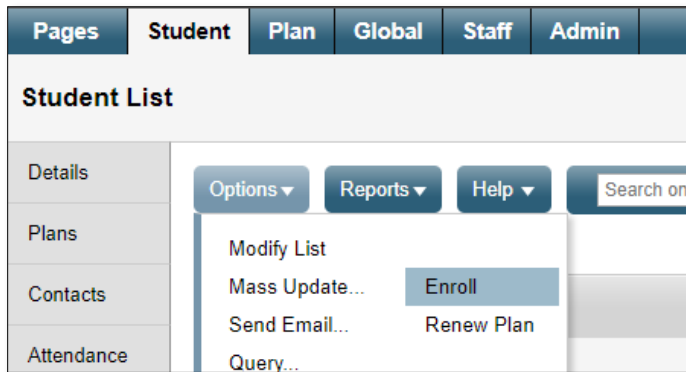 Pages Student Plan Global Staff Admin
Student List
Details
Options Reports Help Search on
Plans
Modify List
Mass Update... Enroll
Contacts
Send Email... Renew Plan
Attendance
Query...